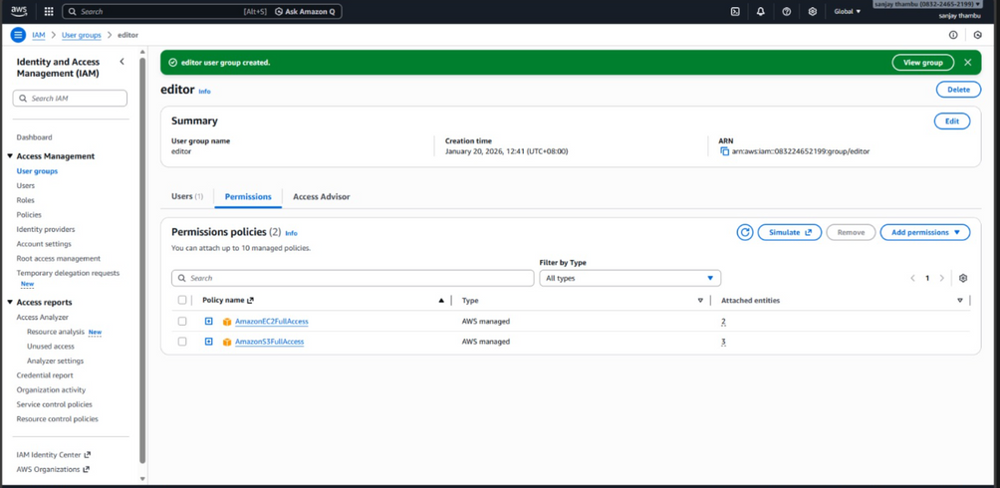 aws
Search [Alt+S] Ask Amazon Q
Global
sanjay thambu (0832-2465-2199)
sanjay thambu
IAM > User groups > editor
Identity and Access
Management (IAM)
Search IAM
Dashboard
Access Management
User groups
Users
Roles
Policies
Identity providers
Account settings
Root access management
Temporary delegation requests
New
Access reports
Access Analyzer
Resource analysis New
Unused access
Analyzer settings
Credential report
Organization activity
Service control policies
Resource control policies
IAM Identity Center
AWS Organizations
editor user group created.
View group
editor Info
Delete
Summary
Edit
User group name
editor
Creation time
January 20, 2026, 12:41 (UTC+08:00)
ARN
arn:aws:iam::083224652199:group/editor
Users (1) Permissions Access Advisor
Permissions policies (2) Info
Simulate Remove Add permissions
You can attach up to 10 managed policies.
Filter by Type
Search All types 1
Policy name Type Attached entities
AmazonEC2FullAccess AWS managed 2
AmazonS3FullAccess AWS managed 3